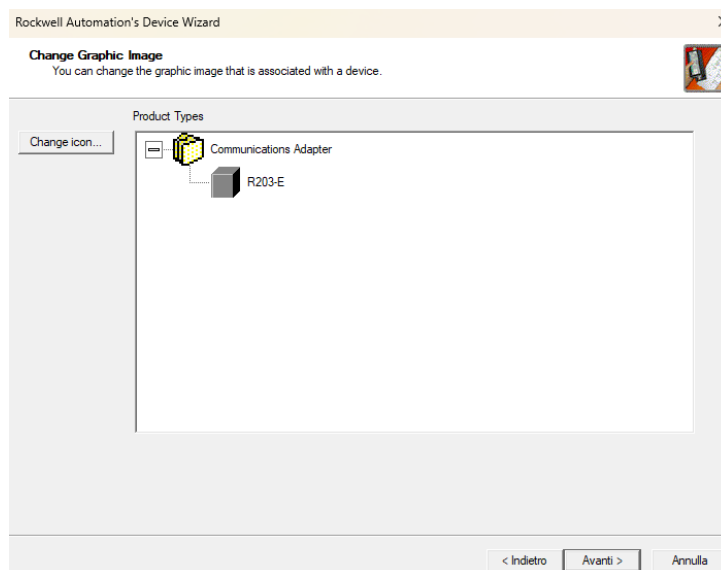 Rockwell Automation's Device Wizard
Change Graphic Image
You can change the graphic image that is associated with a device.
Product Types
Change icon...
Communications Adapter
R203-E
< Indietro
Avanti >
Annulla